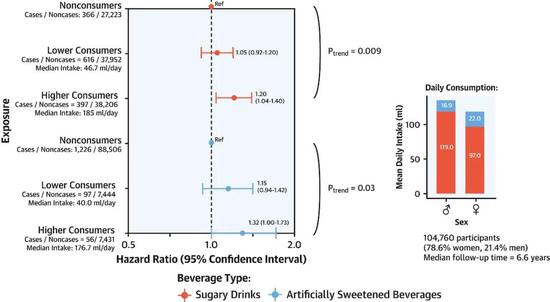 Nonconsumers
Cases / Noncases: 366 / 27,223
Ref
Lower Consumers
Cases / Noncases = 616 / 37,952
Median Intake: 46.7 ml/day
1.05 (0.92-1.20)
Ptrend = 0.009
Higher Consumers
Cases / Noncases = 397 / 38,206
Median Intake: 185 ml/day
1.20
(1.04-1.40)
Exposure
Nonconsumers
Cases / Noncases: 1,226 / 88,506
Ref
Lower Consumers
Cases / Noncases = 97 / 7,444
Median Intake: 40.0 ml/day
1.15
(0.94-1.42)
Ptrend = 0.03
Higher Consumers
Cases / Noncases = 56/ 7,431
Median Intake: 176.7 ml/day
1.32 (1.00-1.73)
0.5
1.0
2.0
Hazard Ratio (95% Confidence Interval)
Beverage Type:
Sugary Drinks
Artificially Sweetened Beverages
Daily Consumption:
Mean Daily Intake (ml)
100
50
0
16.9
119.0
22.0
97.0
♂
♀
Sex
104,760 participants
(78.6% women, 21.4% men)
Median follow-up time = 6.6 years